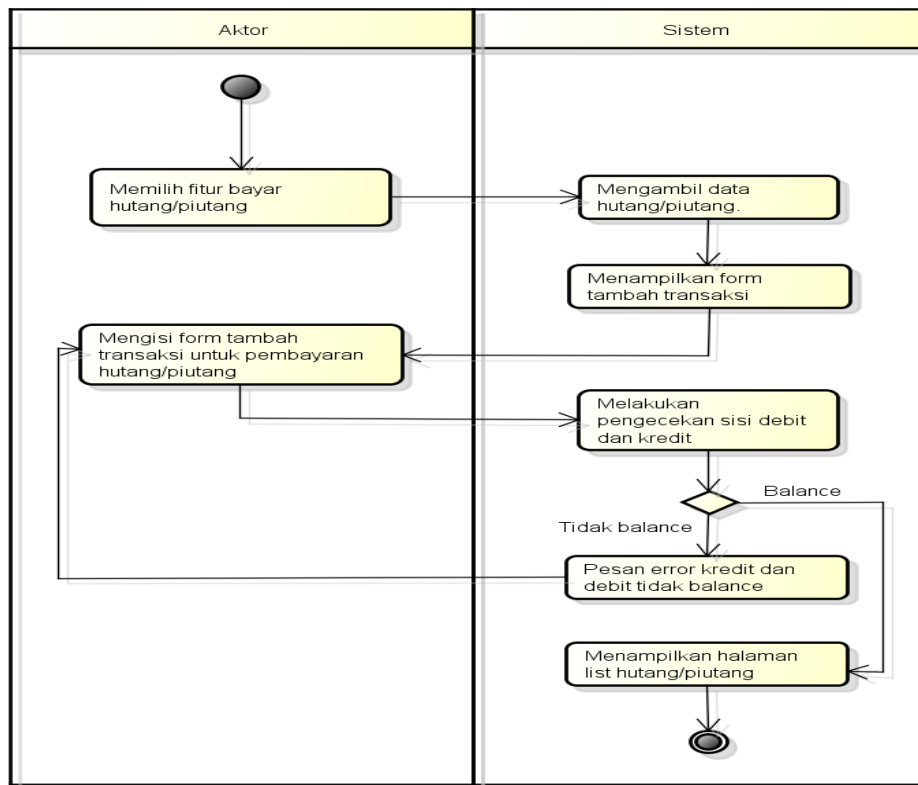 Aktor
Sistem
Memilih fitur bayar
hutang/piutang
Mengambil data
hutang/piutang.
Menampilkan form
tambah transaksi
Mengisi form tambah
transaksi untuk pembayaran
hutang/piutang
Melakukan
pengecekan sisi debit
dan kredit
Balance
Tidak balance
Pesan error kredit dan
debit tidak balance
Menampilkan halaman
list hutang/piutang